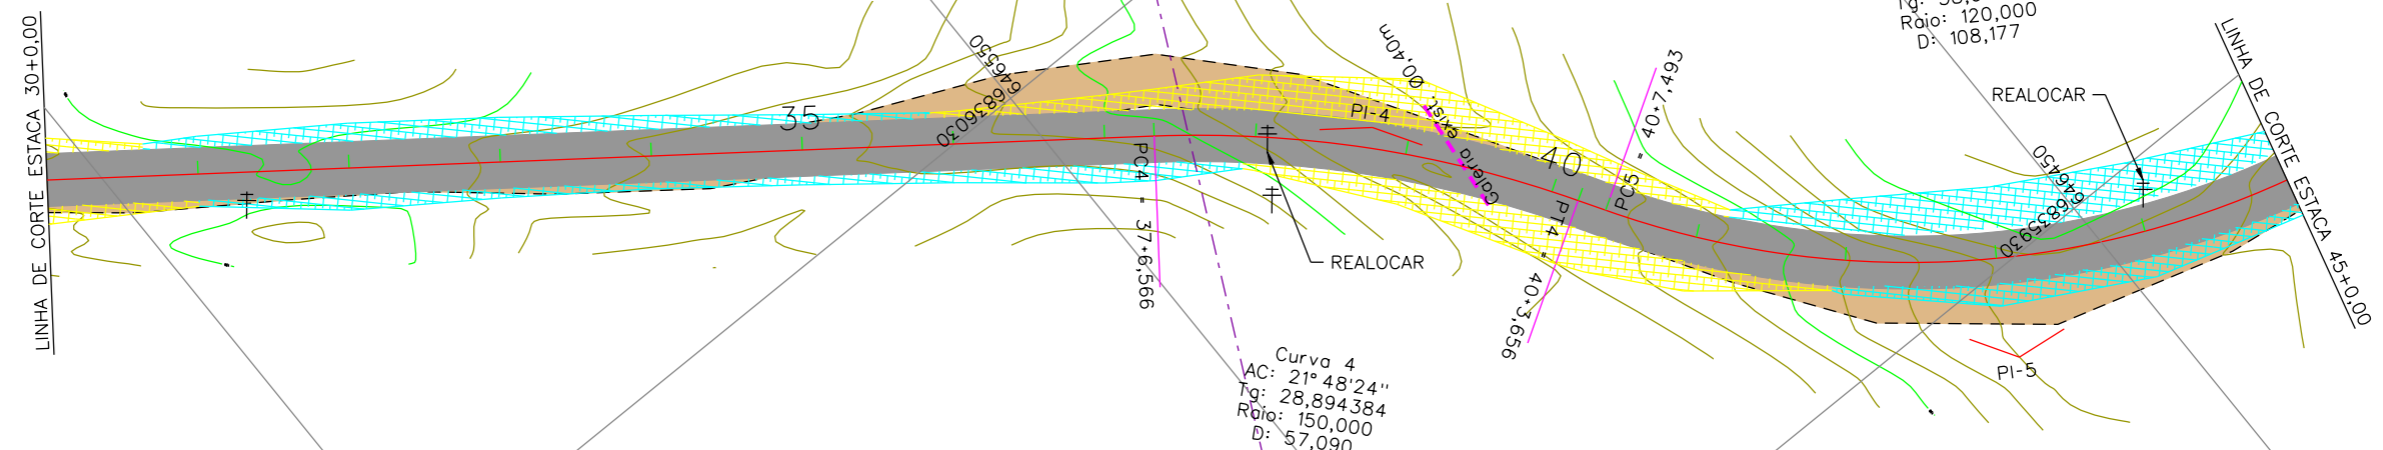 LINHA DE CORTE ESTACA 30+0,00
35
646550
96836030
PC4 = 37+6,566
REALOCAR
Curva 4
AC: 21°48'24"
Tg: 28,894384
Raio: 150,000
D: 57,090
Galeria exist. Ø0,40m
PI-4
40
PT4 = 40+3,656
PC5 = 40+7,493
Raio: 120,000
D: 108,177
REALOCAR
646450
96835930
PI-5
LINHA DE CORTE ESTACA 45+0,00